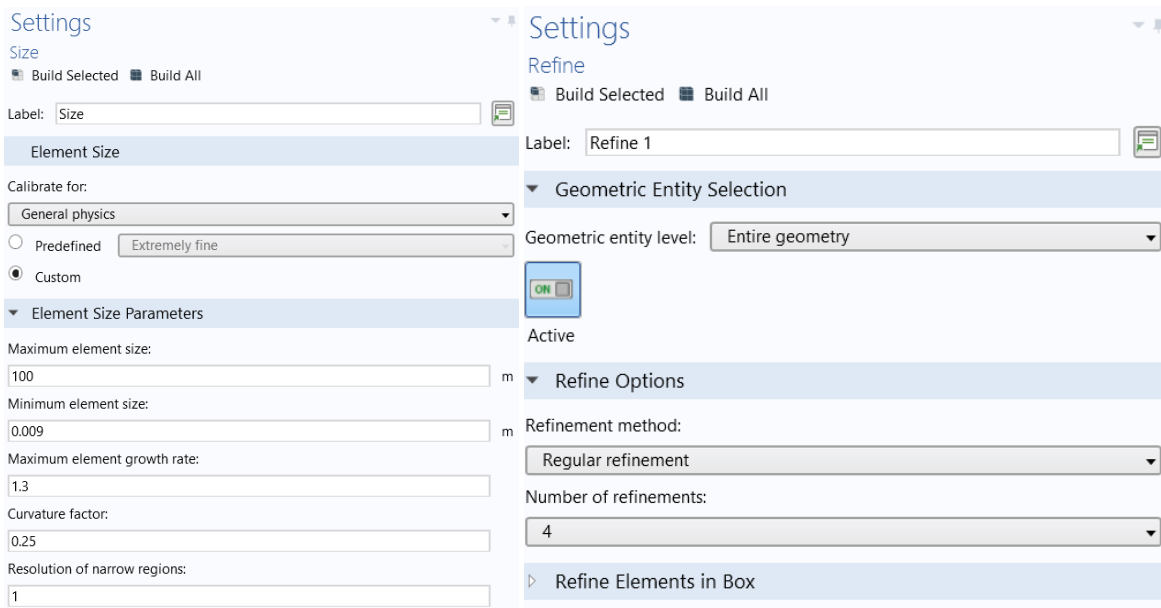 Settings
Size
Build Selected Build All
Label: Size
Element Size
Calibrate for:
General physics
Predefined Extremely fine
Custom
Element Size Parameters
Maximum element size:
100 m
Minimum element size:
0.009 m
Maximum element growth rate:
1.3
Curvature factor:
0.25
Resolution of narrow regions:
1
Settings
Refine
Build Selected Build All
Label: Refine 1
Geometric Entity Selection
Geometric entity level: Entire geometry
ON
Active
Refine Options
Refinement method:
Regular refinement
Number of refinements:
4
Refine Elements in Box